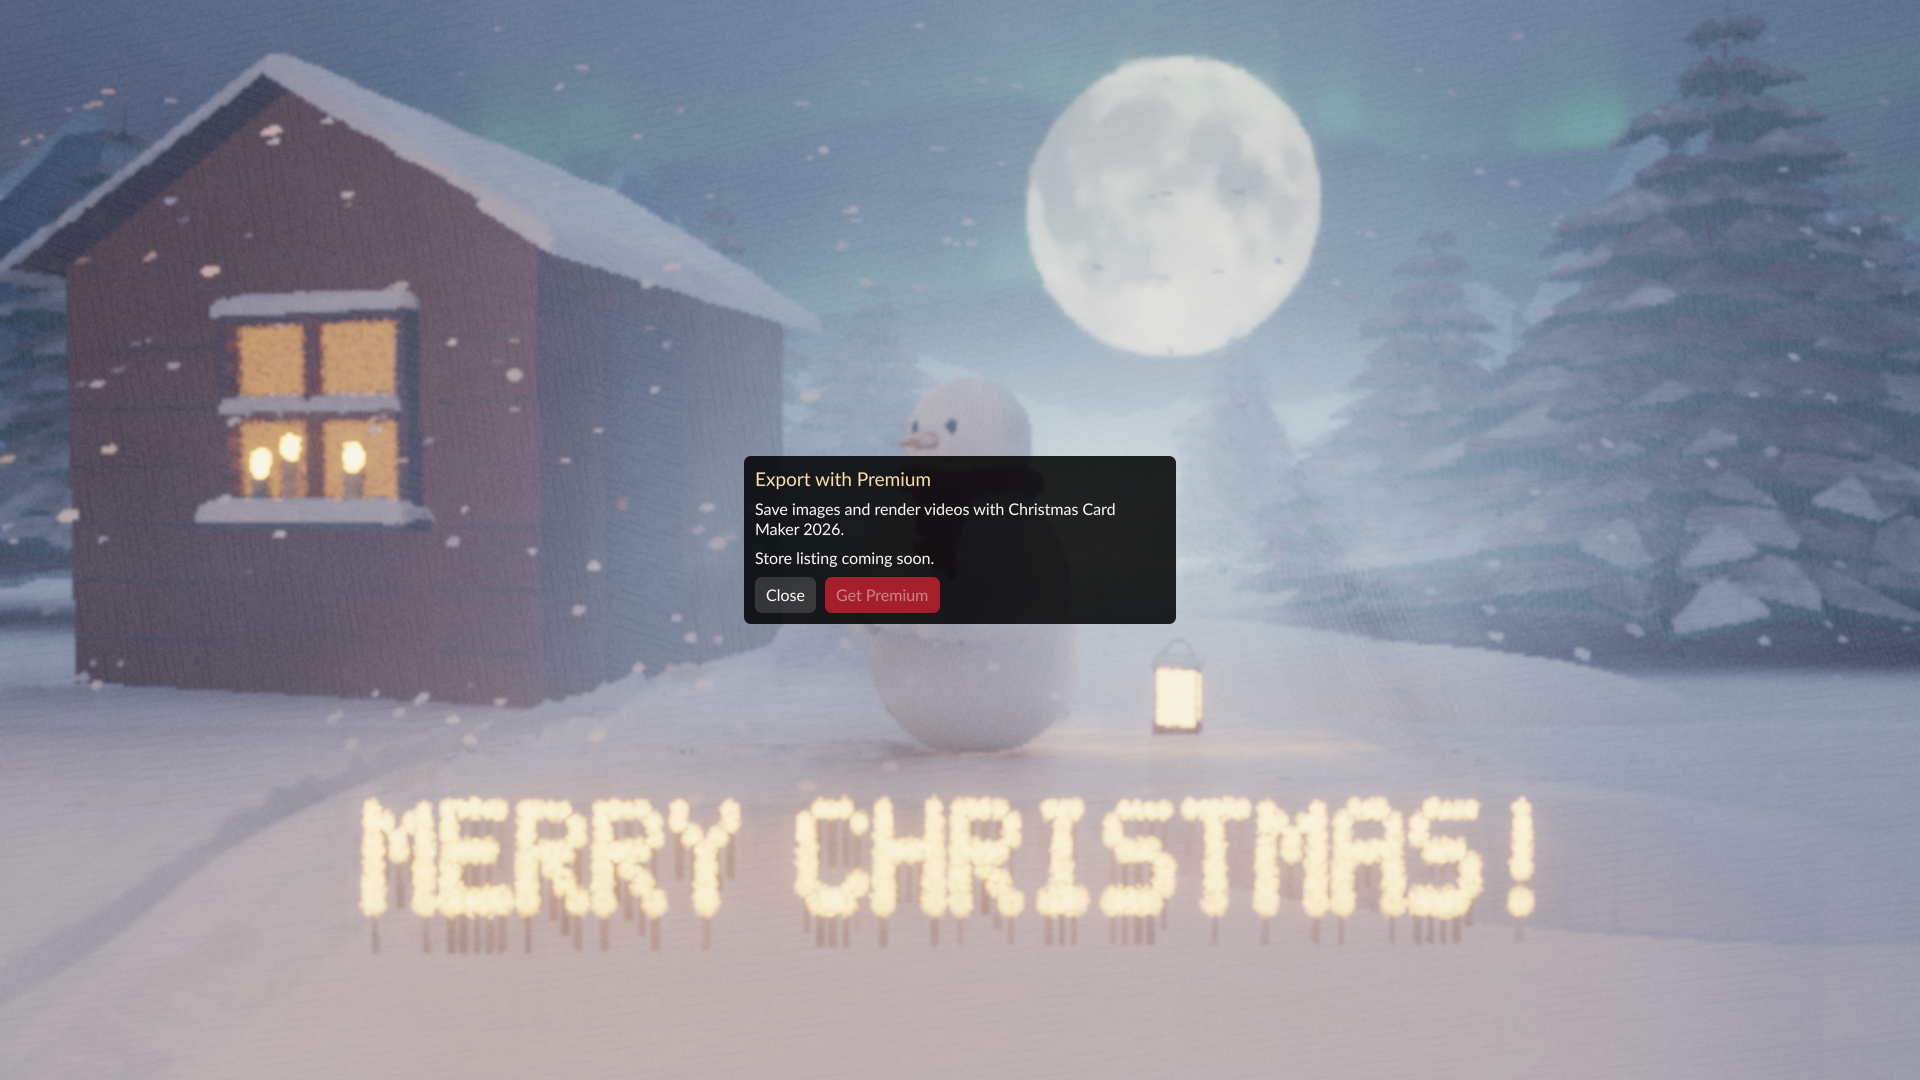 Export with Premium
Save images and render videos with Christmas Card
Maker 2026.
Store listing coming soon.
Close Get Premium
MERRY CHRISTMAS!